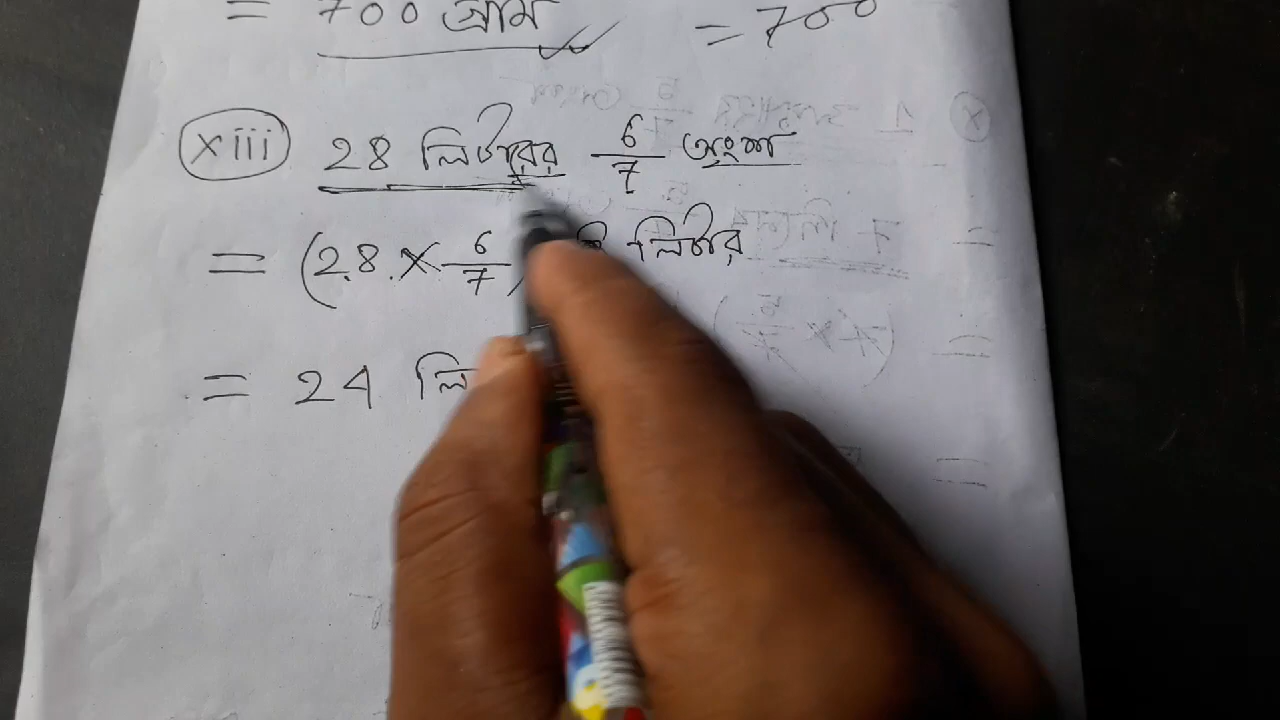 = 700 গ্রাম = 700
xiii 28 লিটারের 6/7 অংশ
= (28 × 6/7) টি লিটার
= 24 লি